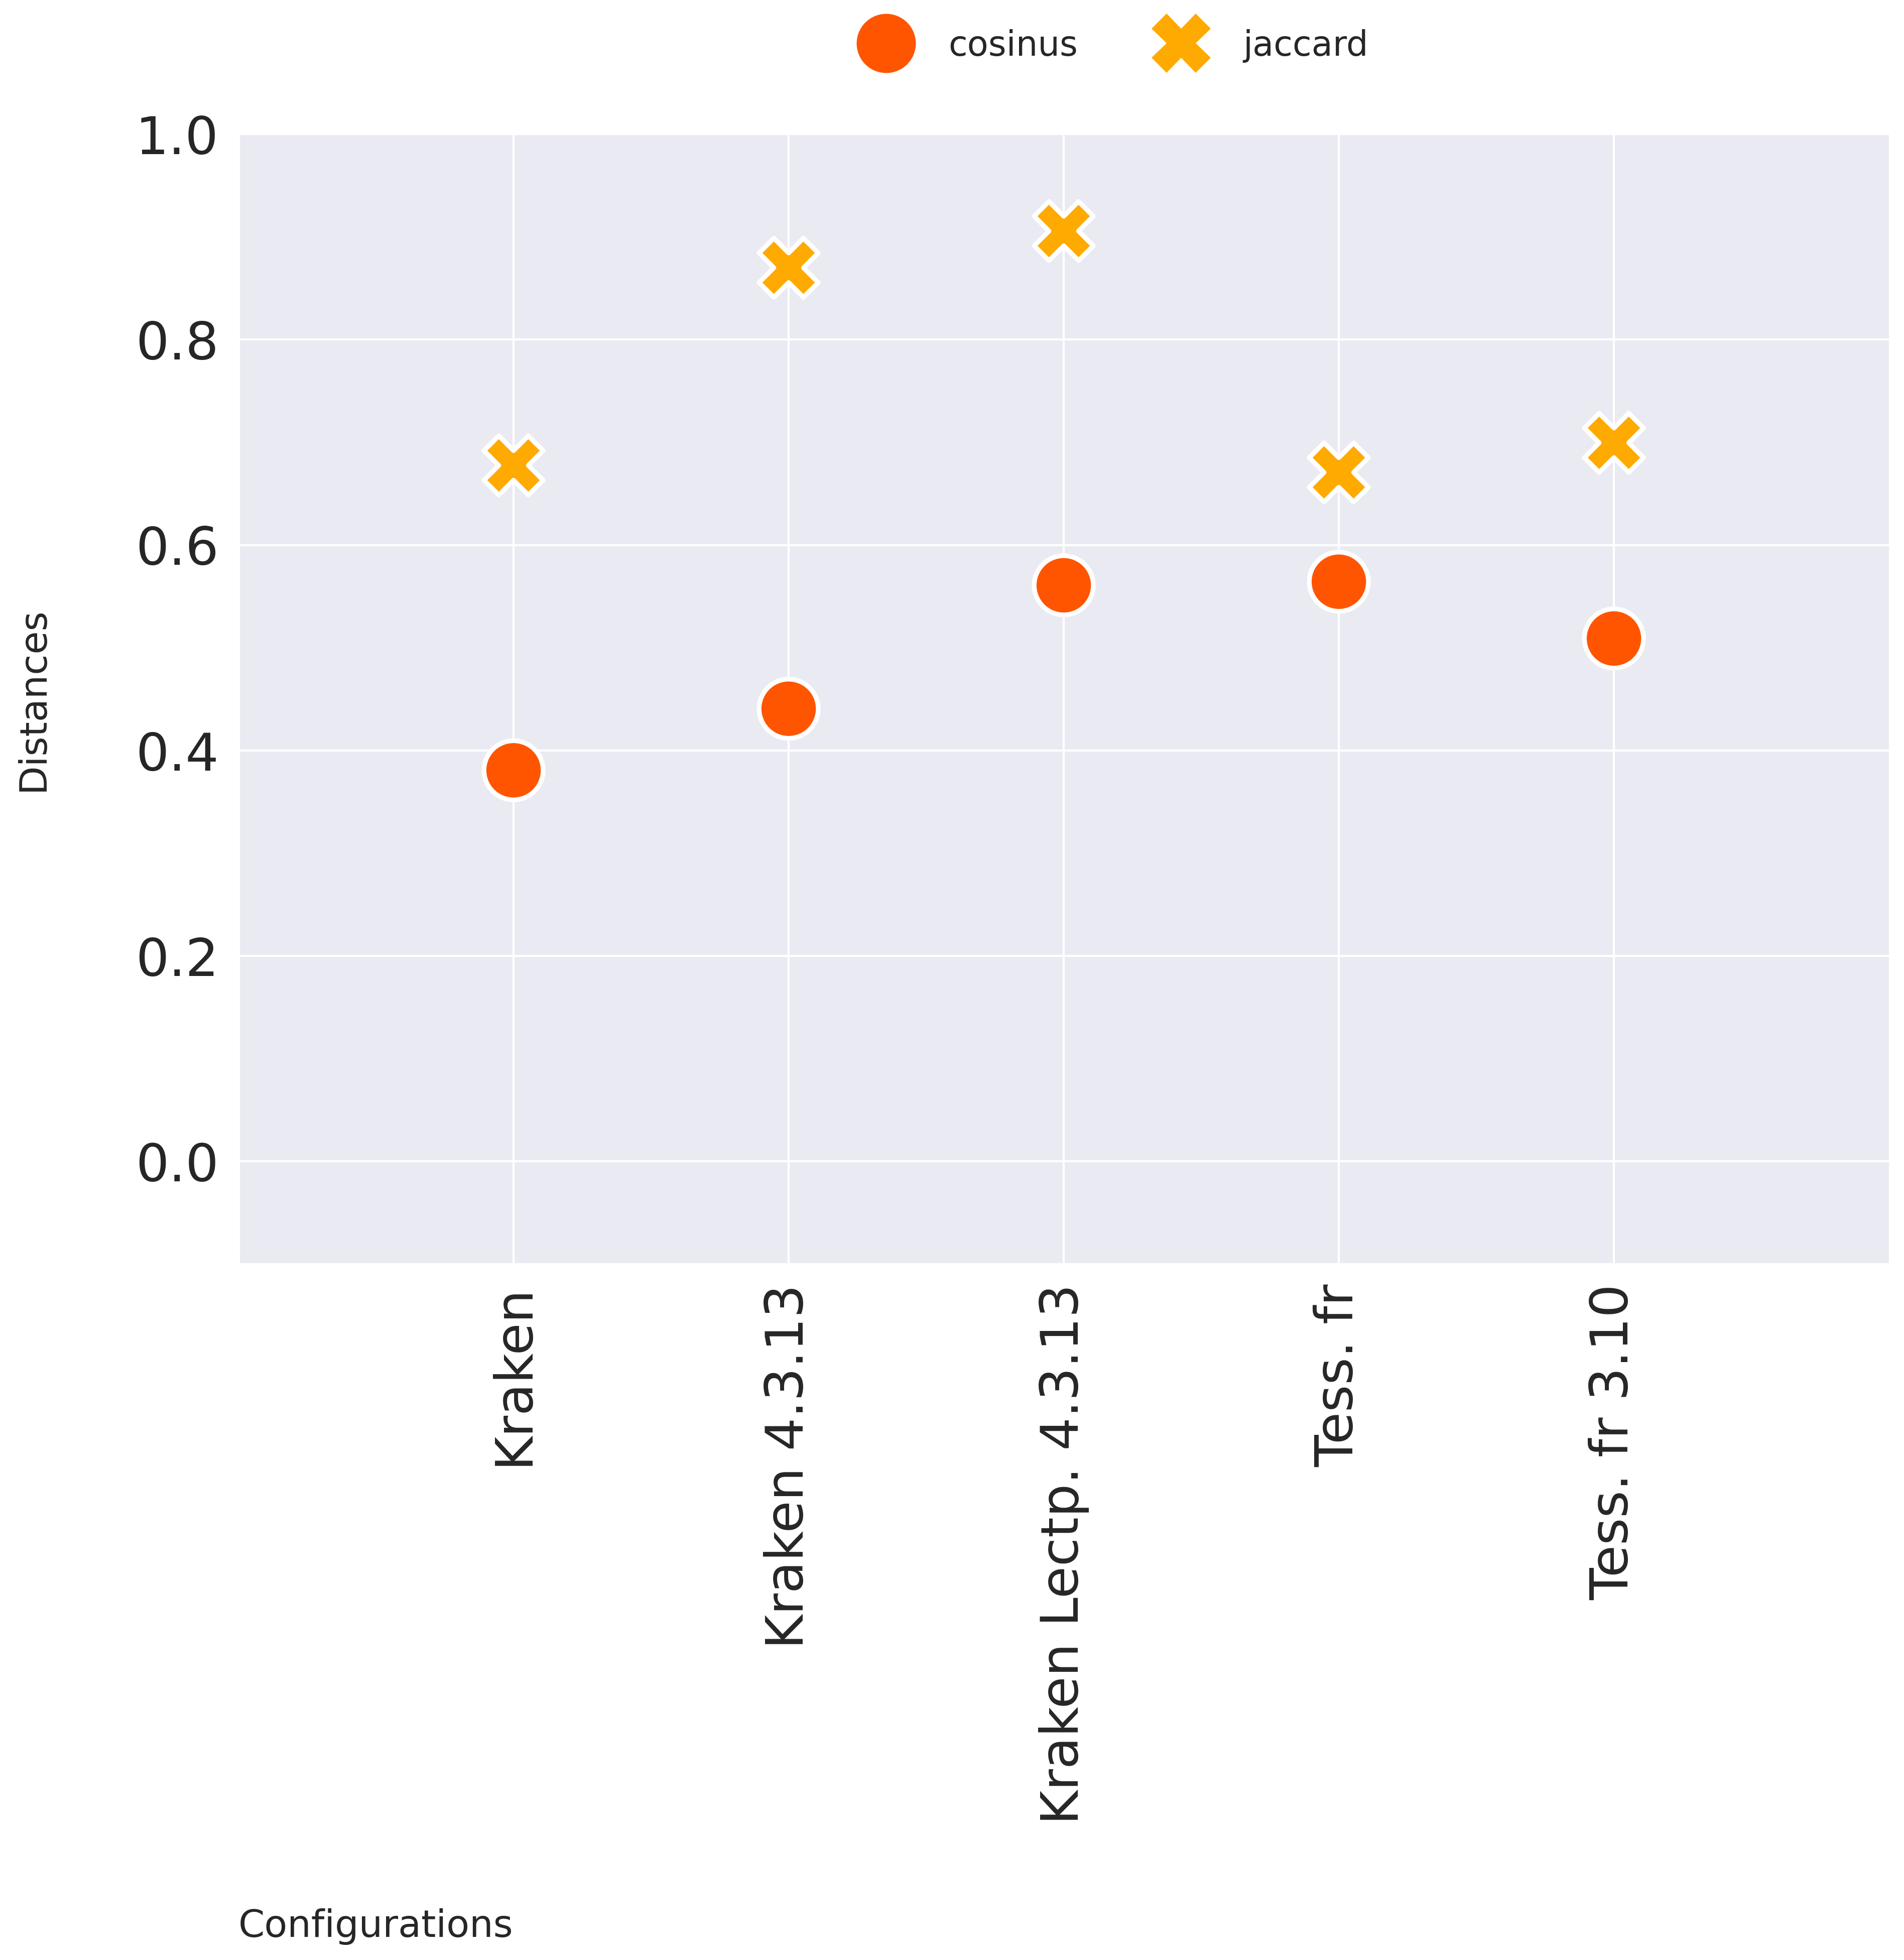 cosinus jaccard
1.0
0.8
0.6
0.4
0.2
0.0
Distances
Kraken
Kraken 4.3.13
Kraken Lectp. 4.3.13
Tess. fr
Tess. fr 3.10
Configurations